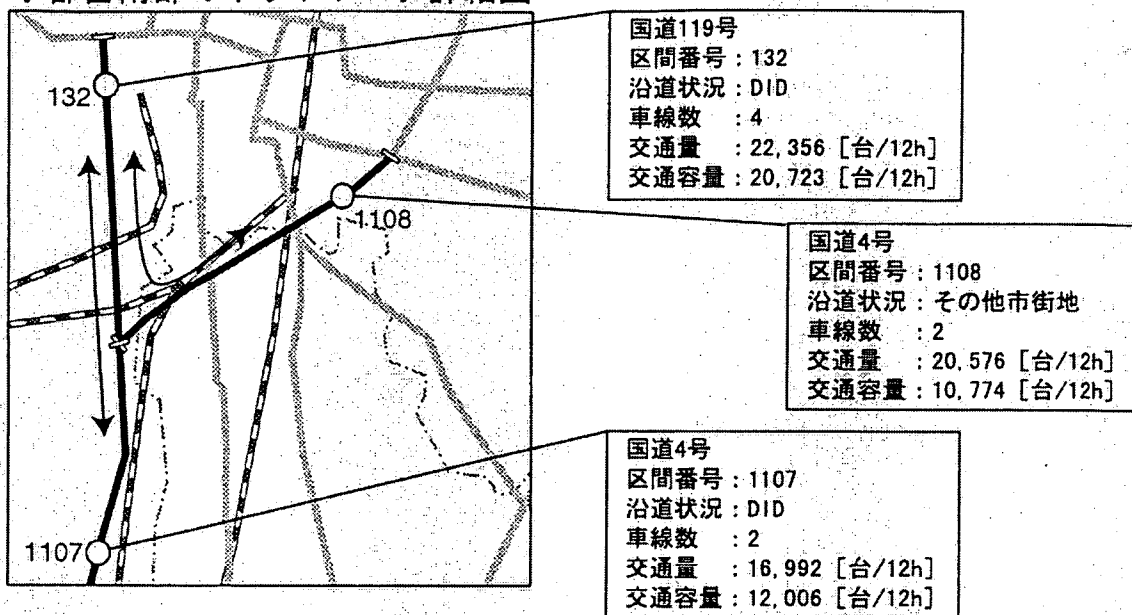 国道119号
区間番号：132
沿道状況：DID
車線数　：4
交通量　：22,356［台/12h］
交通容量：20,723［台/12h］
132
1108
国道4号
区間番号：1108
沿道状況：その他市街地
車線数　：2
交通量　：20,576［台/12h］
交通容量：10,774［台/12h］
国道4号
区間番号：1107
沿道状況：DID
車線数　：2
交通量　：16,992［台/12h］
交通容量：12,006［台/12h］
1107